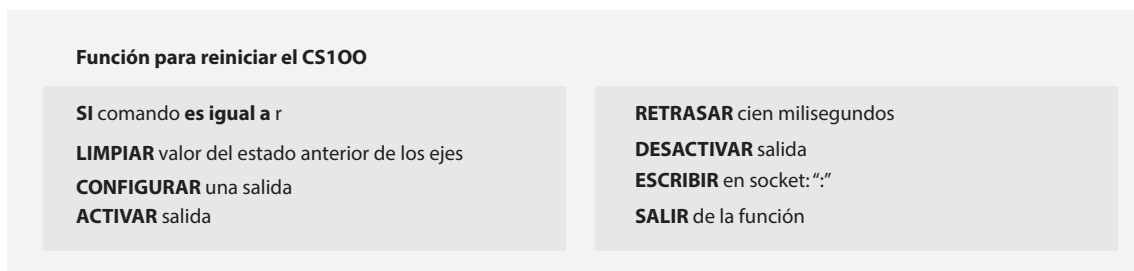 Función para reiniciar el CS1OO
SI comando es igual a r
LIMPIAR valor del estado anterior de los ejes
CONFIGURAR una salida
ACTIVAR salida
RETRASAR cien milisegundos
DESACTIVAR salida
ESCRIBIR en socket: “:”
SALIR de la función